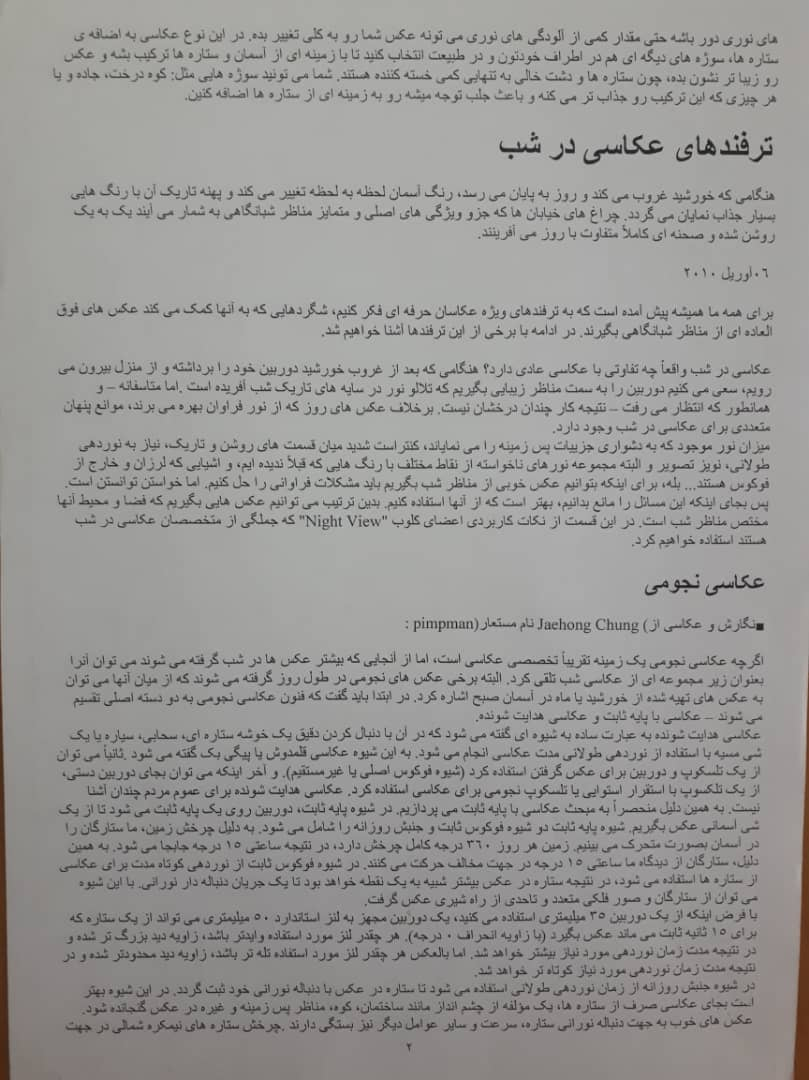 های نوری دور باشه حتی مقدار کمی از آلودگی های نوری می تونه عکس شما رو به کلی تغییر بده. در این نوع عکاسی به اضافه ی
ستاره ها، سوژه های دیگه ای هم در اطراف خودتون و در طبیعت انتخاب کنید تا با زمینه ای از آسمان و ستاره ها ترکیب بشه و عکس
رو زیبا تر نشون بده، چون ستاره ها و دشت خالی به تنهایی کمی خسته کننده هستند. شما می تونید سوژه هایی مثل: کوه درخت، جاده و یا
هر چیزی که این ترکیب رو جذاب تر می کنه و باعث جلب توجه میشه رو به زمینه ای از ستاره ها اضافه کنین.
ترفندهای عکاسی در شب
هنگامی که خورشید غروب می کند و روز به پایان می رسد، رنگ آسمان لحظه به لحظه تغییر می کند و پهنه تاریک آن با رنگ هایی
بسیار جذاب نمایان می گردد. چراغ های خیابان ها که جزو ویژگی های اصلی و متمایز مناظر شبانگاهی به شمار می آیند یک به یک
روشن شده و صحنه ای کاملاً متفاوت با روز می آفرینند.
۰۶آوریل ۲۰۱۰
برای همه ما همیشه پیش آمده است که به ترفندهای ویژه عکاسان حرفه ای فکر کنیم، شگردهایی که به آنها کمک می کند عکس های فوق
العاده ای از مناظر شبانگاهی بگیرند. در ادامه با برخی از این ترفندها آشنا خواهیم شد.
عکاسی در شب واقعاً چه تفاوتی با عکاسی عادی دارد؟ هنگامی که بعد از غروب خورشید دوربین خود را برداشته و از منزل بیرون می
رویم، سعی می کنیم دوربین را به سمت مناظر زیبایی بگیریم که تلالو نور در سایه های تاریک شب آفریده است .اما متاسفانه – و
همانطور که انتظار می رفت – نتیجه کار چندان درخشان نیست. برخلاف عکس های روز که از نور فراوان بهره می برند، موانع پنهان
متعددی برای عکاسی در شب وجود دارد.
میزان نور موجود که به دشواری جزییات پس زمینه را می نمایاند، کنتراست شدید میان قسمت های روشن و تاریک، نیاز به نوردهی
طولانی، نویز تصویر و البته مجموعه نورهای ناخواسته از نقاط مختلف با رنگ هایی که قبلاً ندیده ایم، و اشیایی که لرزان و خارج از
فوکوس هستند... بله، برای اینکه بتوانیم عکس خوبی از مناظر شب بگیریم باید مشکلات فراوانی را حل کنیم. اما خواستن توانستن است.
پس بجای اینکه این مسائل را مانع بدانیم، بهتر است که از آنها استفاده کنیم. بدین ترتیب می توانیم عکس هایی بگیریم که فضا و محیط آنها
مختص مناظر شب است. در این قسمت از نکات کاربردی اعضای کلوب "Night View" که جملگی از متخصصان عکاسی در شب
هستند استفاده خواهیم کرد.
عکاسی نجومی
■نگارش و عکاسی از) Jaehong Chung نام مستعار(pimpman :
اگرچه عکاسی نجومی یک زمینه تقریباً تخصصی عکاسی است، اما از آنجایی که بیشتر عکس ها در شب گرفته می شوند می توان آنرا
بعنوان زیر مجموعه ای از عکاسی شب تلقی کرد. البته برخی عکس های نجومی در طول روز گرفته می شوند که از میان آنها می توان
به عکس های تهیه شده از خورشید یا ماه در آسمان صبح اشاره کرد. در ابتدا باید گفت که فنون عکاسی نجومی به دو دسته اصلی تقسیم
می شوند – عکاسی با پایه ثابت و عکاسی هدایت شونده.
عکاسی هدایت شونده به عبارت ساده به شیوه ای گفته می شود که در آن با دنبال کردن دقیق یک خوشه ستاره ای، سحابی، سیاره یا یک
شی مسیه با استفاده از نوردهی طولانی مدت عکاسی انجام می شود. به این شیوه عکاسی قلمدوش یا پیگی بک گفته می شود .ثانیاً می توان
از یک تلسکوپ و دوربین برای عکس گرفتن استفاده کرد (شیوه فوکوس اصلی یا غیرمستقیم). و آخر اینکه می توان بجای دوربین دستی،
از یک تلکسوپ با استقرار استوایی یا تلسکوپ نجومی برای عکاسی استفاده کرد. عکاسی هدایت شونده برای عموم مردم چندان آشنا
نیست. به همین دلیل منحصراً به مبحث عکاسی با پایه ثابت می پردازیم. در شیوه پایه ثابت، دوربین روی یک پایه ثابت می شود تا از یک
شی آسمانی عکس بگیریم. شیوه پایه ثابت دو شیوه فوکوس ثابت و جنبش روزانه را شامل می شود. به دلیل چرخش زمین، ما ستارگان را
در آسمان بصورت متحرک می بینیم. زمین هر روز ۳۶۰ درجه کامل چرخش دارد، در نتیجه ساعتی ۱۵ درجه جابجا می شود. به همین
دلیل، ستارگان از دیدگاه ما ساعتی ۱۵ درجه در جهت مخالف حرکت می کنند. در شیوه فوکوس ثابت از نوردهی کوتاه مدت برای عکاسی
از ستاره ها استفاده می شود، در نتیجه ستاره در عکس بیشتر شبیه به یک نقطه خواهد بود تا یک جریان دنباله دار نورانی. با این شیوه
می توان از ستارگان و صور فلکی متعدد و تاحدی از راه شیری عکس گرفت.
با فرض اینکه از یک دوربین ۳۵ میلیمتری استفاده می کنید، یک دوربین مجهز به لنز استاندارد ۵۰ میلیمتری می تواند از یک ستاره که
برای ۱۵ ثانیه ثابت می ماند عکس بگیرد (با زاویه انحراف ۰ درجه). هر چقدر لنز مورد استفاده وایدتر باشد، زاویه دید بزرگ تر شده و
در نتیجه مدت زمان نوردهی مورد نیاز بیشتر خواهد شد. اما بالعکس هر چقدر لنز مورد استفاده تله تر باشد، زاویه دید محدودتر شده و در
نتیجه مدت زمان نوردهی مورد نیاز کوتاه تر خواهد شد.
در شیوه جنبش روزانه از زمان نوردهی طولانی استفاده می شود تا ستاره در عکس با دنباله نورانی خود ثبت گردد. در این شیوه بهتر
است بجای عکاسی صرف از ستاره ها، یک مؤلفه از چشم انداز مانند ساختمان، کوه، مناظر پس زمینه و غیره در عکس گنجانده شود.
عکس های خوب به جهت دنباله نورانی ستاره، سرعت و سایر عوامل دیگر نیز بستگی دارند .چرخش ستاره های نیمکره شمالی در جهت
۲